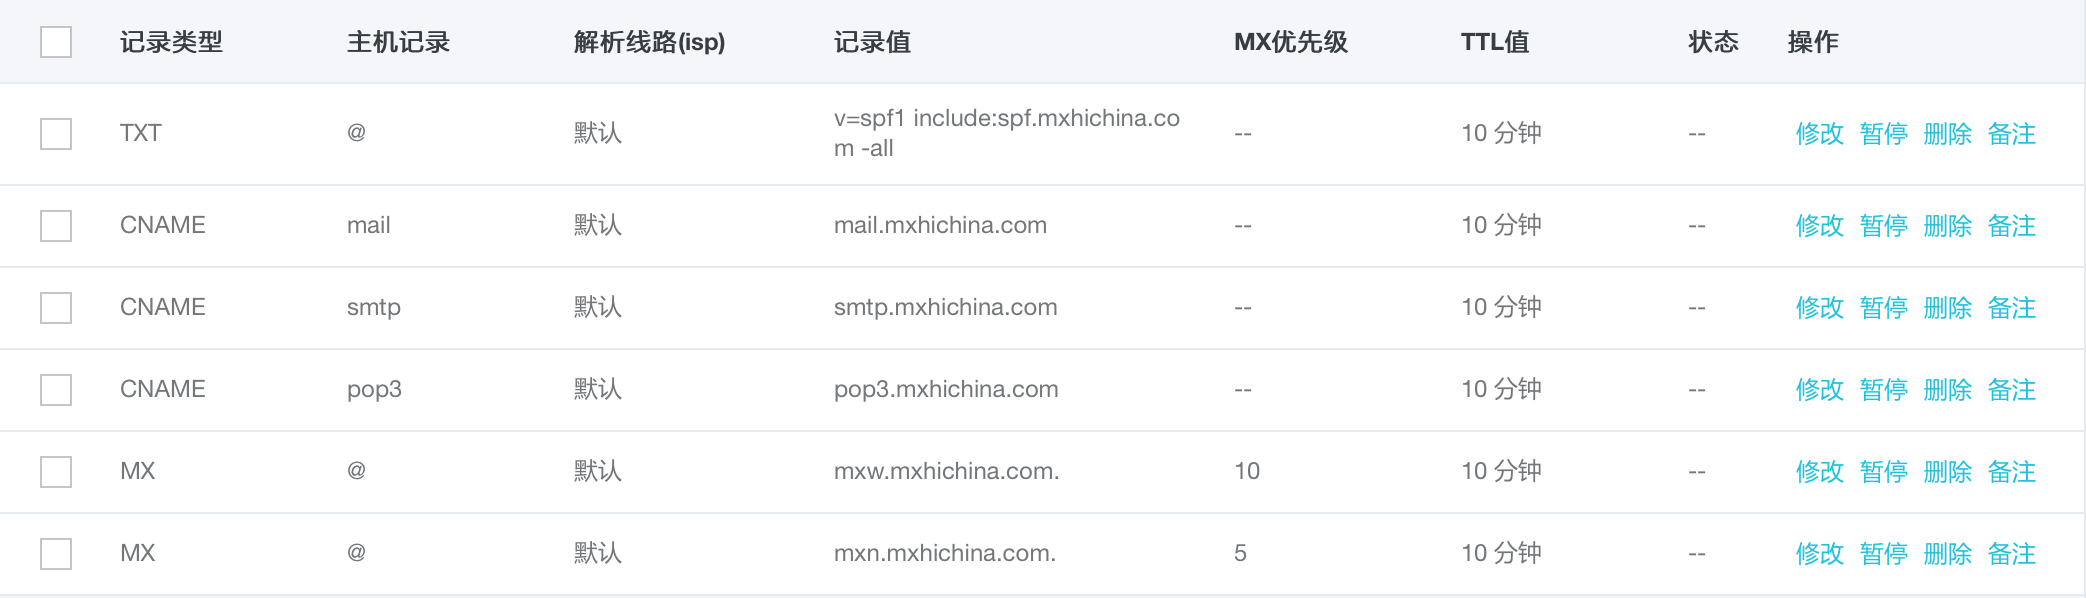 记录类型 主机记录 解析线路(isp) 记录值 MX优先级 TTL值 状态 操作
TXT @ 默认 v=spf1 include:spf.mxhichina.co
m -all -- 10 分钟 -- 修改 暂停 删除 备注
CNAME mail 默认 mail.mxhichina.com -- 10 分钟 -- 修改 暂停 删除 备注
CNAME smtp 默认 smtp.mxhichina.com -- 10 分钟 -- 修改 暂停 删除 备注
CNAME pop3 默认 pop3.mxhichina.com -- 10 分钟 -- 修改 暂停 删除 备注
MX @ 默认 mxw.mxhichina.com. 10 10 分钟 -- 修改 暂停 删除 备注
MX @ 默认 mxn.mxhichina.com. 5 10 分钟 -- 修改 暂停 删除 备注